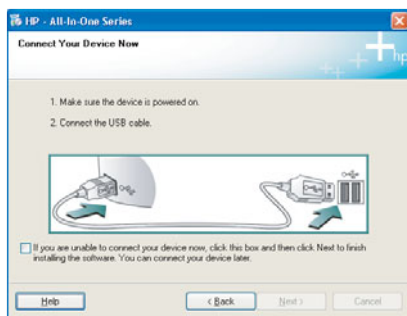 HP - All-In-One Series
Connect Your Device Now
hp
1. Make sure the device is powered on.
2. Connect the USB cable.
If you are unable to connect your device now, click this box and then click Next to finish
installing the software. You can connect your device later.
Help
< Back
Next >
Cancel